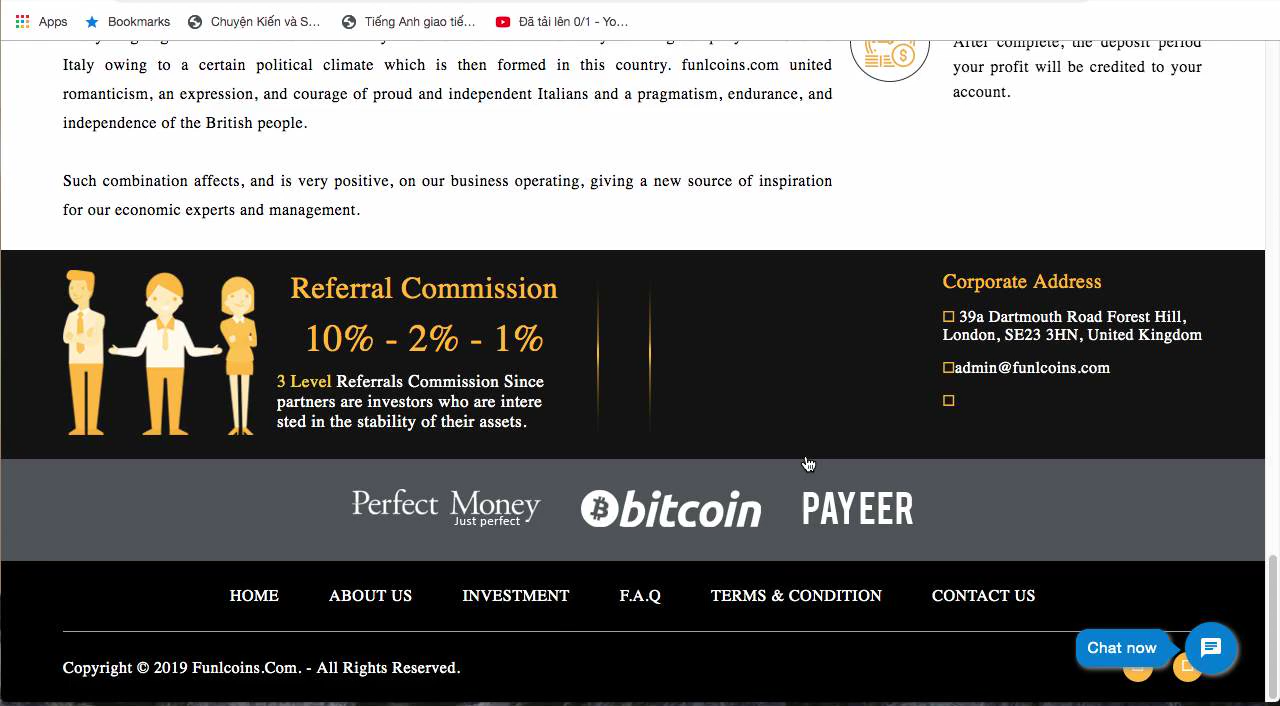 Apps Bookmarks Chuyện Kiến và S... Tiếng Anh giao tiế... Đã tải lên 0/1 - Yo...
Italy owing to a certain political climate which is then formed in this country. funlcoins.com united
romanticism, an expression, and courage of proud and independent Italians and a pragmatism, endurance, and
independence of the British people.
Such combination affects, and is very positive, on our business operating, giving a new source of inspiration
for our economic experts and management.
After complete, the deposit period
your profit will be credited to your
account.
Referral Commission
10% - 2% - 1%
3 Level Referrals Commission Since
partners are investors who are intere
sted in the stability of their assets.
Corporate Address
39a Dartmouth Road Forest Hill,
London, SE23 3HN, United Kingdom
admin@funlcoins.com
Perfect Money
Just perfect
bitcoin
PAYEER
HOME ABOUT US INVESTMENT F.A.Q TERMS & CONDITION CONTACT US
Chat now
Copyright © 2019 Funlcoins.Com. - All Rights Reserved.